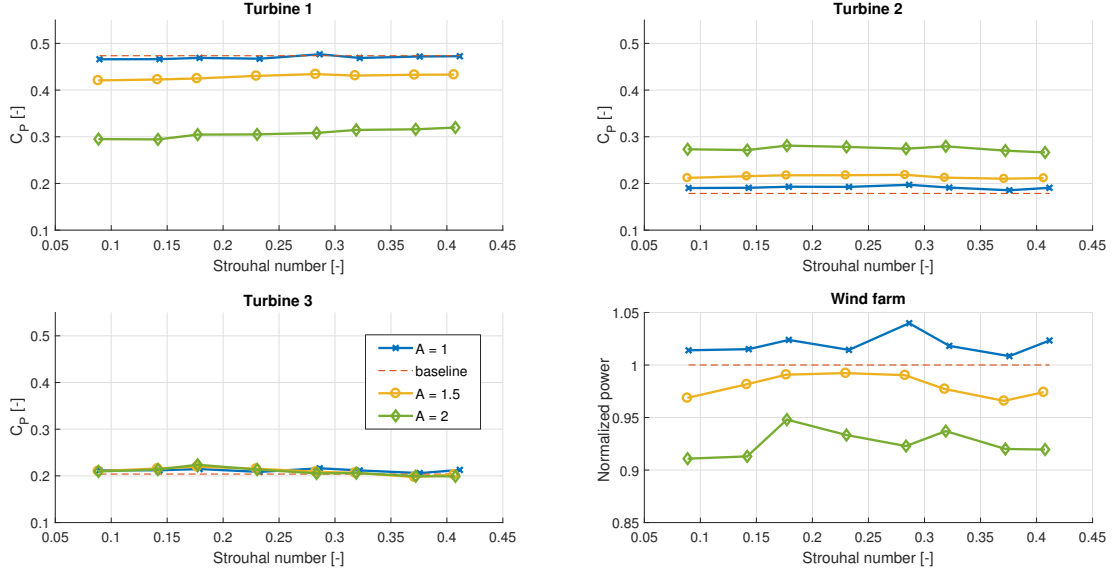 Turbine 1
0.5
0.4
0.3
0.2
0.1
C_P [-]
0.05 0.1 0.15 0.2 0.25 0.3 0.35 0.4 0.45
Strouhal number [-]
Turbine 2
0.5
0.4
0.3
0.2
0.1
C_P [-]
0.05 0.1 0.15 0.2 0.25 0.3 0.35 0.4 0.45
Strouhal number [-]
Turbine 3
0.5
0.4
0.3
0.2
0.1
C_P [-]
A = 1
baseline
A = 1.5
A = 2
0.05 0.1 0.15 0.2 0.25 0.3 0.35 0.4 0.45
Strouhal number [-]
Wind farm
1.05
1
0.95
0.9
0.85
Normalized power
0.05 0.1 0.15 0.2 0.25 0.3 0.35 0.4 0.45
Strouhal number [-]